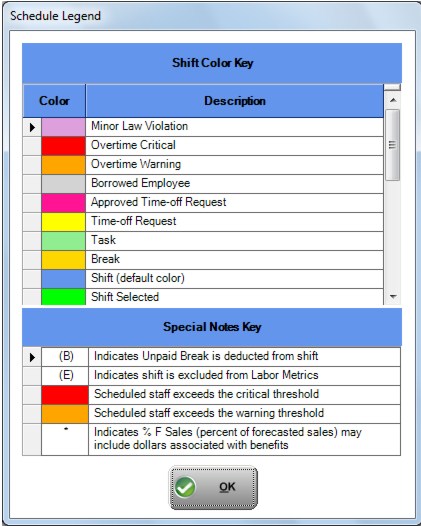 Schedule Legend
Shift Color Key
Color Description
Minor Law Violation
Overtime Critical
Overtime Warning
Borrowed Employee
Approved Time-off Request
Time-off Request
Task
Break
Shift (default color)
Shift Selected
Special Notes Key
(B) Indicates Unpaid Break is deducted from shift
(E) Indicates shift is excluded from Labor Metrics
Scheduled staff exceeds the critical threshold
Scheduled staff exceeds the warning threshold
* Indicates % F Sales (percent of forecasted sales) may
include dollars associated with benefits
OK